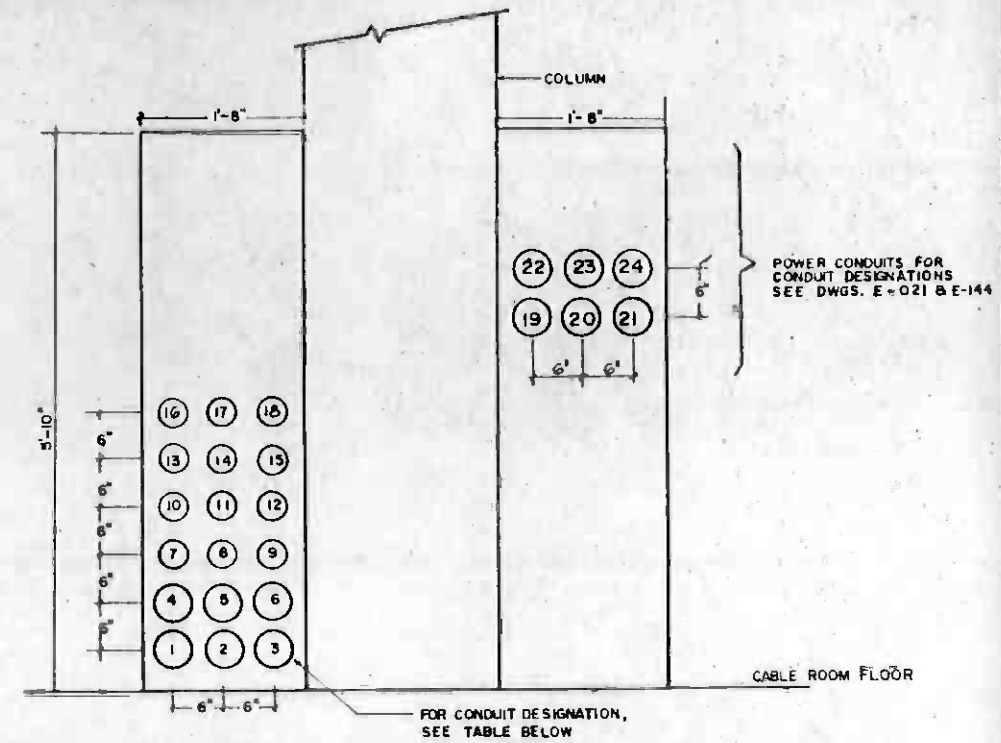 COLUMN
1'-8"
1'-8"
POWER CONDUITS FOR
CONDUIT DESIGNATIONS
SEE DWGS. E-021 & E-144
22 23 24
6"
19 20 21
6" 6"
5'-10"
16 17 18
6"
13 14 15
6"
10 11 12
6"
7 8 9
6"
4 5 6
6"
1 2 3
CABLE ROOM FLOOR
6" 6"
FOR CONDUIT DESIGNATION,
SEE TABLE BELOW